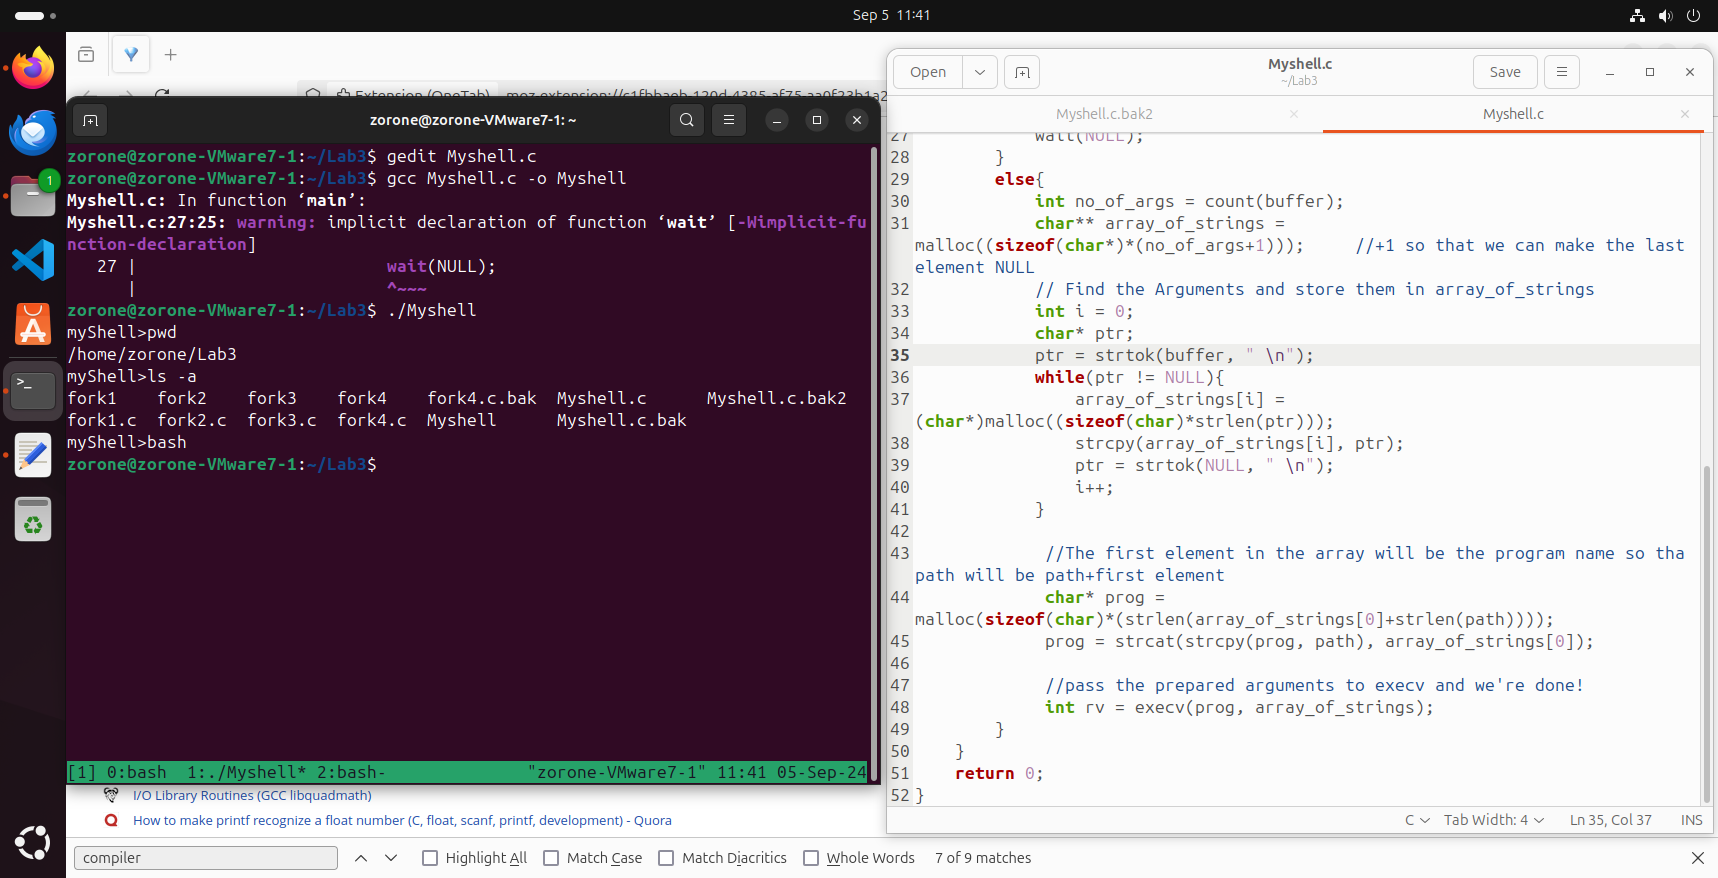 Sep 5 11:41
Extension (OneTab)
zorone@zorone-VMware7-1: ~
zorone@zorone-VMware7-1:~/Lab3$ gedit Myshell.c
zorone@zorone-VMware7-1:~/Lab3$ gcc Myshell.c -o Myshell
Myshell.c: In function ‘main’:
Myshell.c:27:25: warning: implicit declaration of function ‘wait’ [-Wimplicit-fu
nction-declaration]
   27 |                         wait(NULL);
      |                         ^~~~
zorone@zorone-VMware7-1:~/Lab3$ ./Myshell
myShell>pwd
/home/zorone/Lab3
myShell>ls -a
fork1    fork2    fork3    fork4    fork4.c.bak  Myshell.c      Myshell.c.bak2
fork1.c  fork2.c  fork3.c  fork4.c  Myshell      Myshell.c.bak
myShell>bash
zorone@zorone-VMware7-1:~/Lab3$
[1] 0:bash  1:./Myshell* 2:bash-               "zorone-VMware7-1" 11:41 05-Sep-24
I/O Library Routines (GCC libquadmath)
How to make printf recognize a float number (C, float, scanf, printf, development) - Quora
compiler
Highlight All
Match Case
Match Diacritics
Whole Words
7 of 9 matches
1
>_
Open
Myshell.c
~/Lab3
Save
Myshell.c.bak2
Myshell.c
27             wait(NULL);
28         }
29         else{
30             int no_of_args = count(buffer);
31             char** array_of_strings =
malloc((sizeof(char*)*(no_of_args+1)));     //+1 so that we can make the last
element NULL
32             // Find the Arguments and store them in array_of_strings
33             int i = 0;
34             char* ptr;
35             ptr = strtok(buffer, " \n");
36             while(ptr != NULL){
37                 array_of_strings[i] =
(char*)malloc((sizeof(char)*strlen(ptr)));
38                 strcpy(array_of_strings[i], ptr);
39                 ptr = strtok(NULL, " \n");
40                 i++;
41             }
42
43              //The first element in the array will be the program name so tha
path will be path+first element
44              char* prog =
malloc(sizeof(char)*(strlen(array_of_strings[0]+strlen(path))));
45              prog = strcat(strcpy(prog, path), array_of_strings[0]);
46
47              //pass the prepared arguments to execv and we're done!
48              int rv = execv(prog, array_of_strings);
49         }
50     }
51     return 0;
52 }
C
Tab Width: 4
Ln 35, Col 37
INS